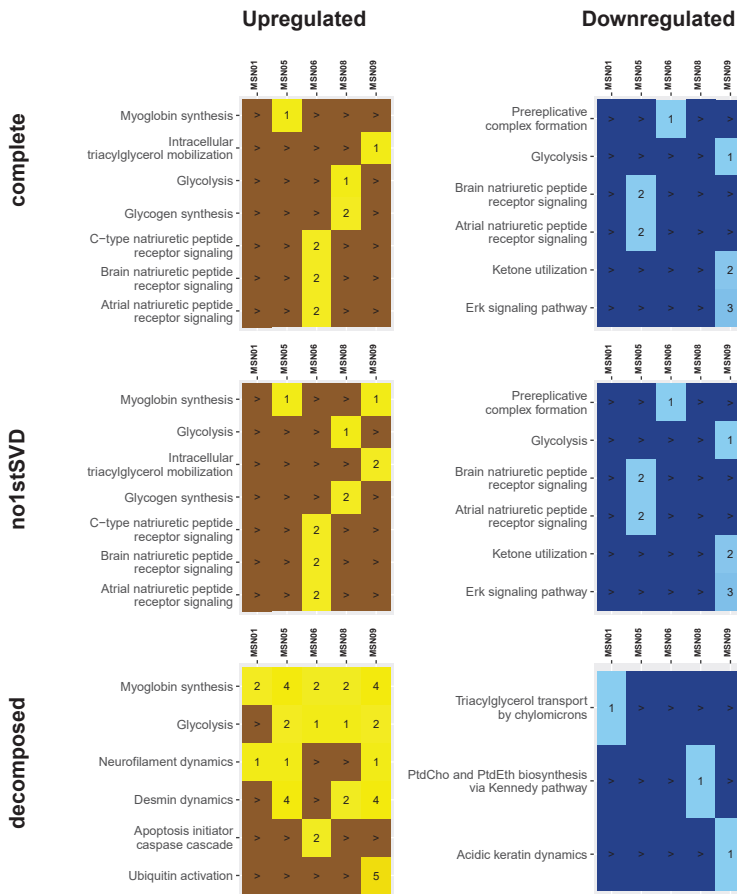 Upregulated
Downregulated
complete
MSN01 MSN05 MSN06 MSN08 MSN09
Myoglobin synthesis > 1 > > >
Intracellular
triacylglycerol mobilization > > > > 1
Glycolysis > > > 1 >
Glycogen synthesis > > > 2 >
C−type natriuretic peptide
receptor signaling > > 2 > >
Brain natriuretic peptide
receptor signaling > > 2 > >
Atrial natriuretic peptide
receptor signaling > > 2 > >
MSN01 MSN05 MSN06 MSN08 MSN09
Prereplicative
complex formation > > 1 > >
Glycolysis > > > > 1
Brain natriuretic peptide
receptor signaling > 2 > > >
Atrial natriuretic peptide
receptor signaling > 2 > > >
Ketone utilization > > > > 2
Erk signaling pathway > > > > 3
no1stSVD
MSN01 MSN05 MSN06 MSN08 MSN09
Myoglobin synthesis > 1 > > 1
Glycolysis > > > 1 >
Intracellular
triacylglycerol mobilization > > > > 2
Glycogen synthesis > > > 2 >
C−type natriuretic peptide
receptor signaling > > 2 > >
Brain natriuretic peptide
receptor signaling > > 2 > >
Atrial natriuretic peptide
receptor signaling > > 2 > >
MSN01 MSN05 MSN06 MSN08 MSN09
Prereplicative
complex formation > > 1 > >
Glycolysis > > > > 1
Brain natriuretic peptide
receptor signaling > 2 > > >
Atrial natriuretic peptide
receptor signaling > 2 > > >
Ketone utilization > > > > 2
Erk signaling pathway > > > > 3
decomposed
MSN01 MSN05 MSN06 MSN08 MSN09
Myoglobin synthesis 2 4 2 2 4
Glycolysis > 2 1 1 2
Neurofilament dynamics 1 1 > > 1
Desmin dynamics > 4 > 2 4
Apoptosis initiator
caspase cascade > > 2 > >
Ubiquitin activation > > > > 5
MSN01 MSN05 MSN06 MSN08 MSN09
Triacylglycerol transport
by chylomicrons 1 > > > >
PtdCho and PtdEth biosynthesis
via Kennedy pathway > > > 1 >
Acidic keratin dynamics > > > > 1